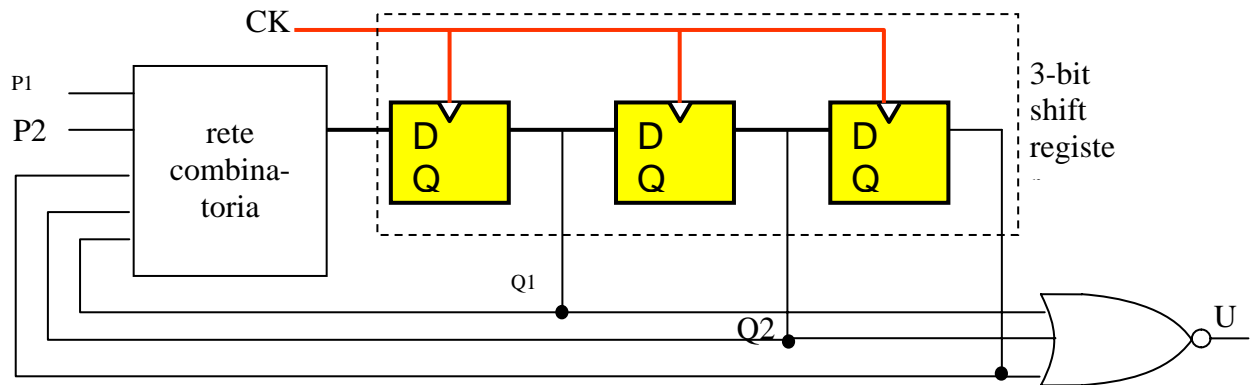 CK
P1
P2
rete
combina-
toria
D
Q
D
Q
D
Q
3-bit
shift
registe
Q1
Q2
U